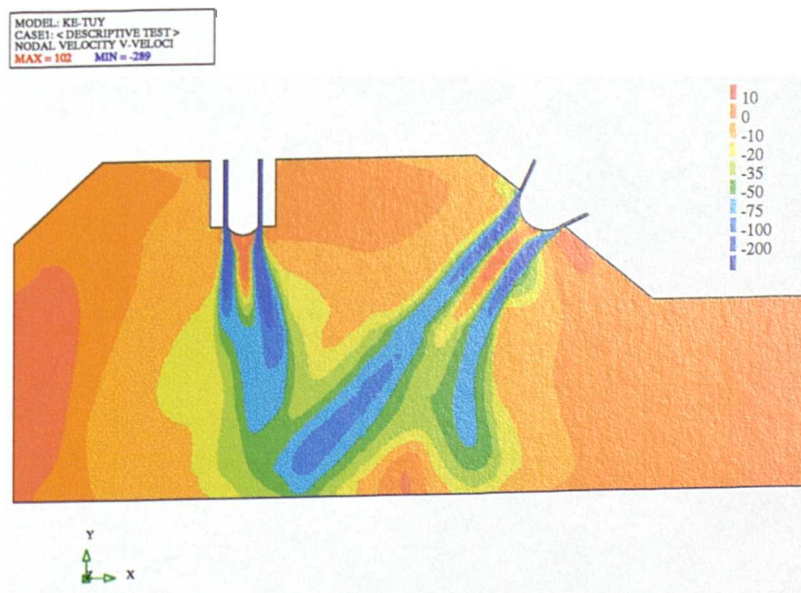 MODEL: KE-TUY
CASE1: < DESCRIPTIVE TEST >
NODAL VELOCITY V-VELOCI
MAX = 102 MIN = -289
10
0
-10
-20
-35
-50
-75
-100
-200
Y
Z X